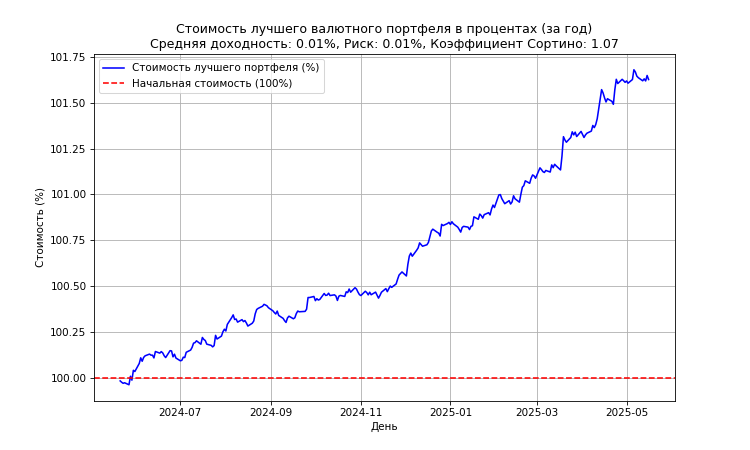 Стоимость лучшего валютного портфеля в процентах (за год)
Средняя доходность: 0.01%, Риск: 0.01%, Коэффициент Сортино: 1.07
Стоимость лучшего портфеля (%)
Начальная стоимость (100%)
Стоимость (%)
101.75
101.50
101.25
101.00
100.75
100.50
100.25
100.00
2024-07
2024-09
2024-11
2025-01
2025-03
2025-05
День